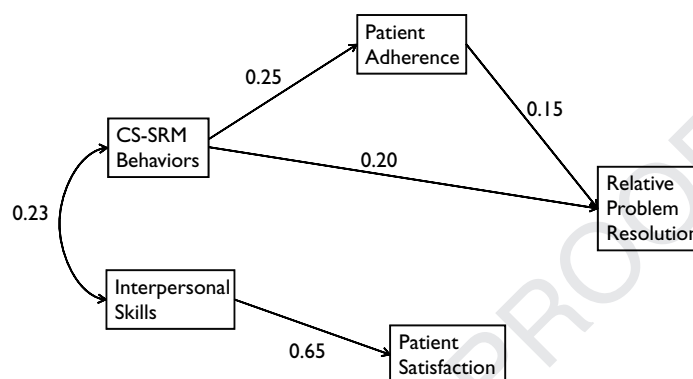 Patient
Adherence
0.25
0.15
CS-SRM
Behaviors
0.20
Relative
Problem
Resolution
0.23
Interpersonal
Skills
0.65
Patient
Satisfaction
PROOF